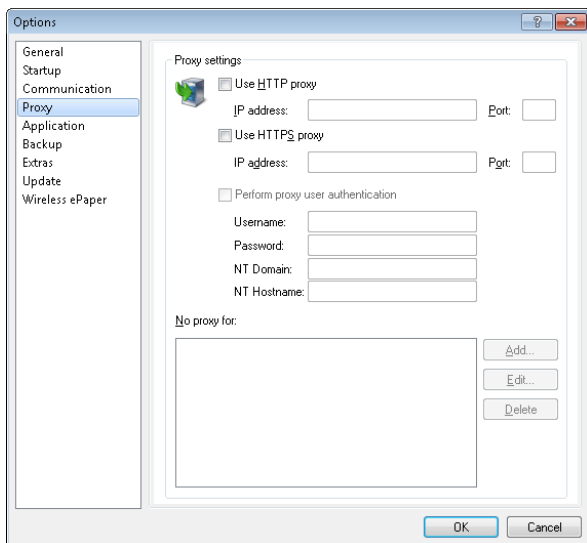 Options
?
General
Startup
Communication
Proxy
Application
Backup
Extras
Update
Wireless ePaper
Proxy settings
Use HTTP proxy
IP address: Port:
Use HTTPS proxy
IP address: Port:
Perform proxy user authentication
Username:
Password:
NT Domain:
NT Hostname:
No proxy for:
Add...
Edit...
Delete
OK Cancel